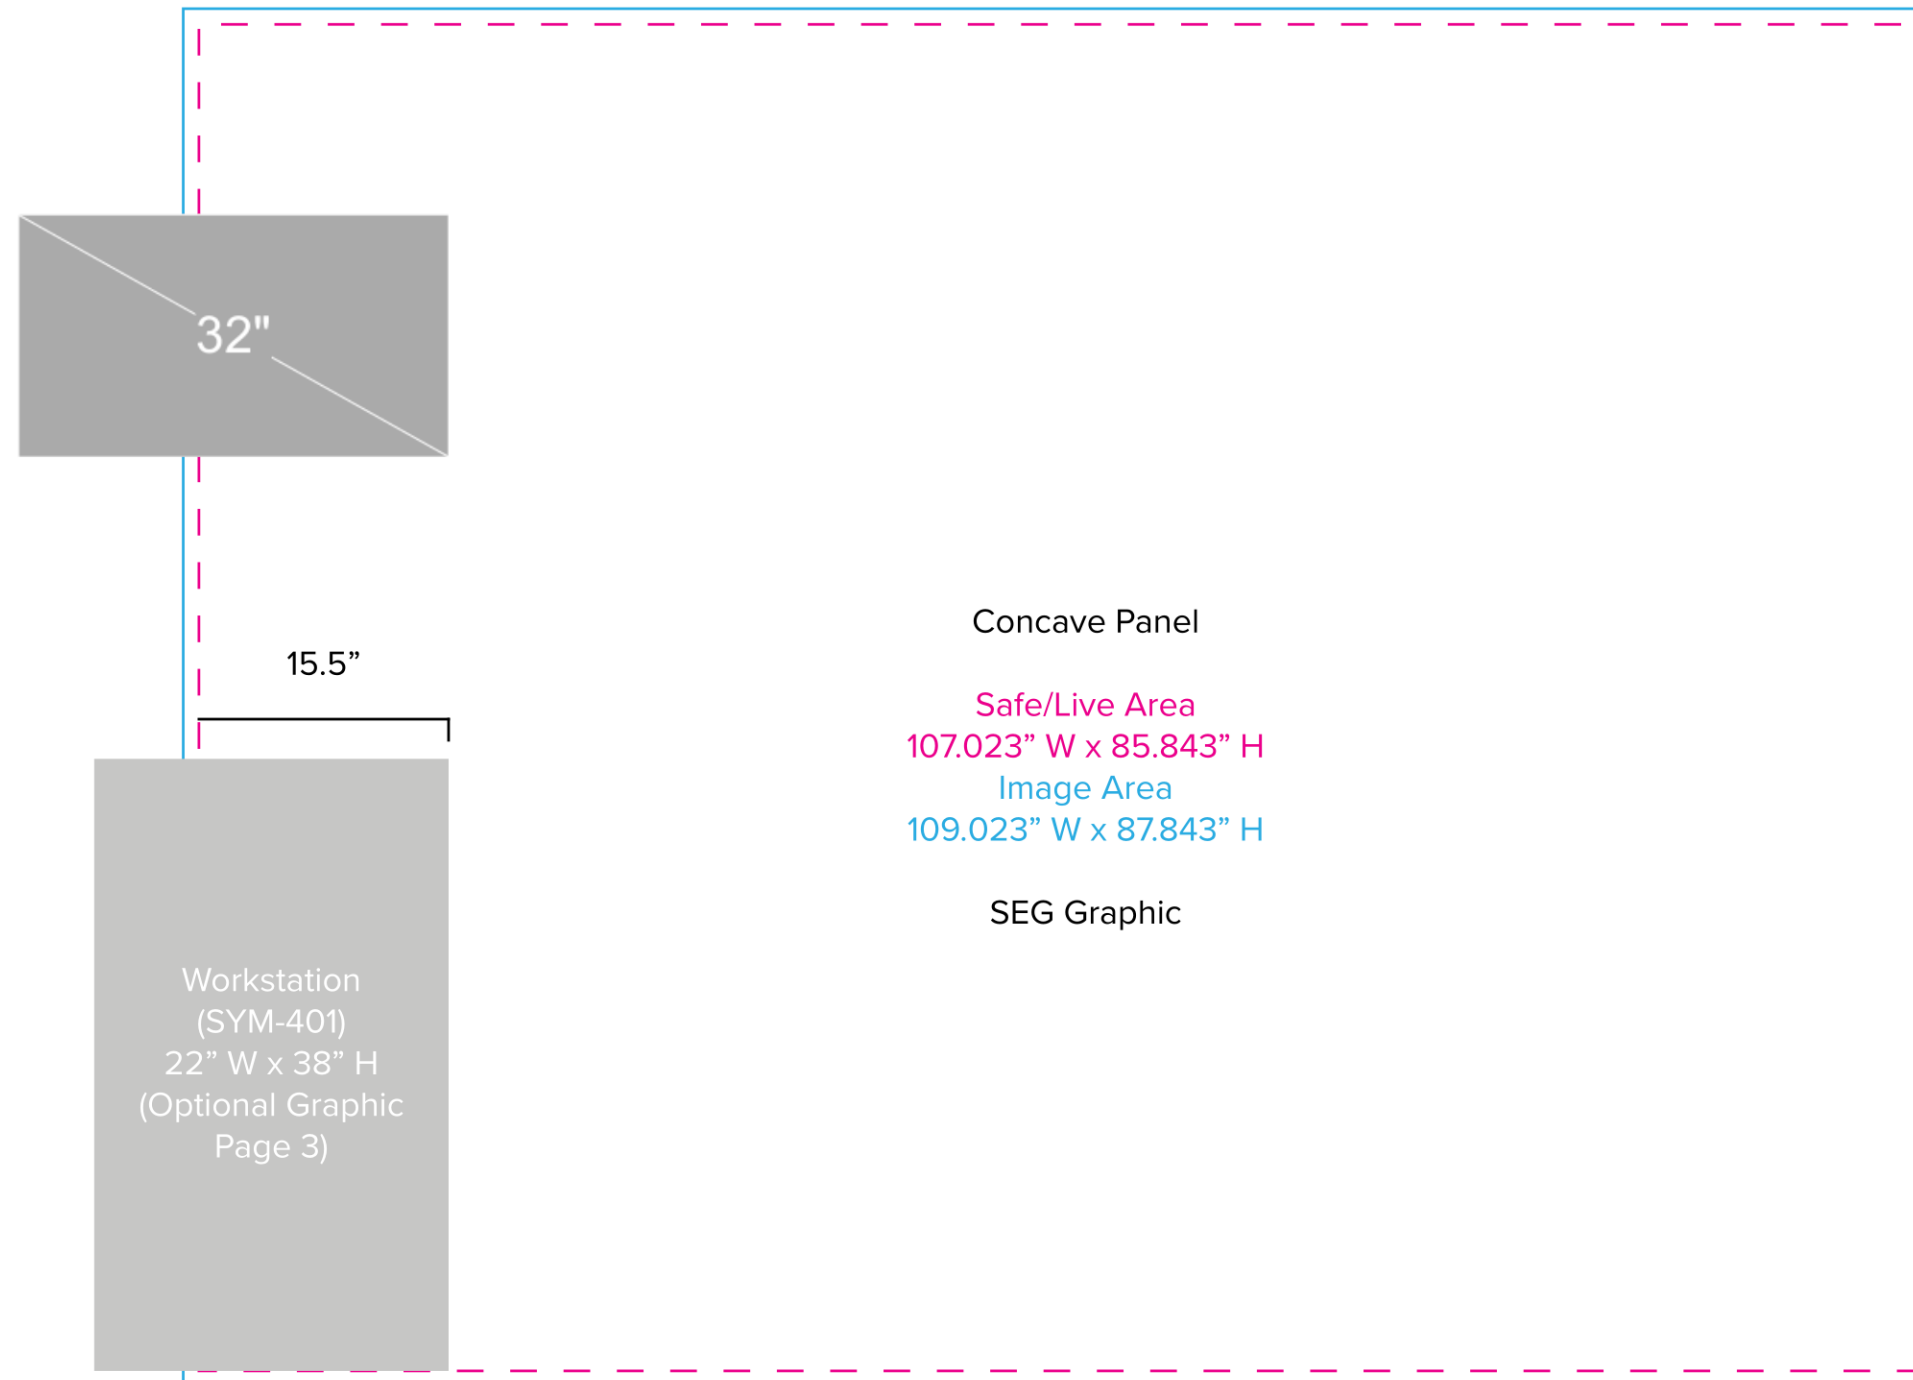 32"
15.5”
Concave Panel
Safe/Live Area
107.023” W x 85.843” H
Image Area
109.023” W x 87.843” H
SEG Graphic
Workstation
(SYM-401)
22” W x 38” H
(Optional Graphic
Page 3)